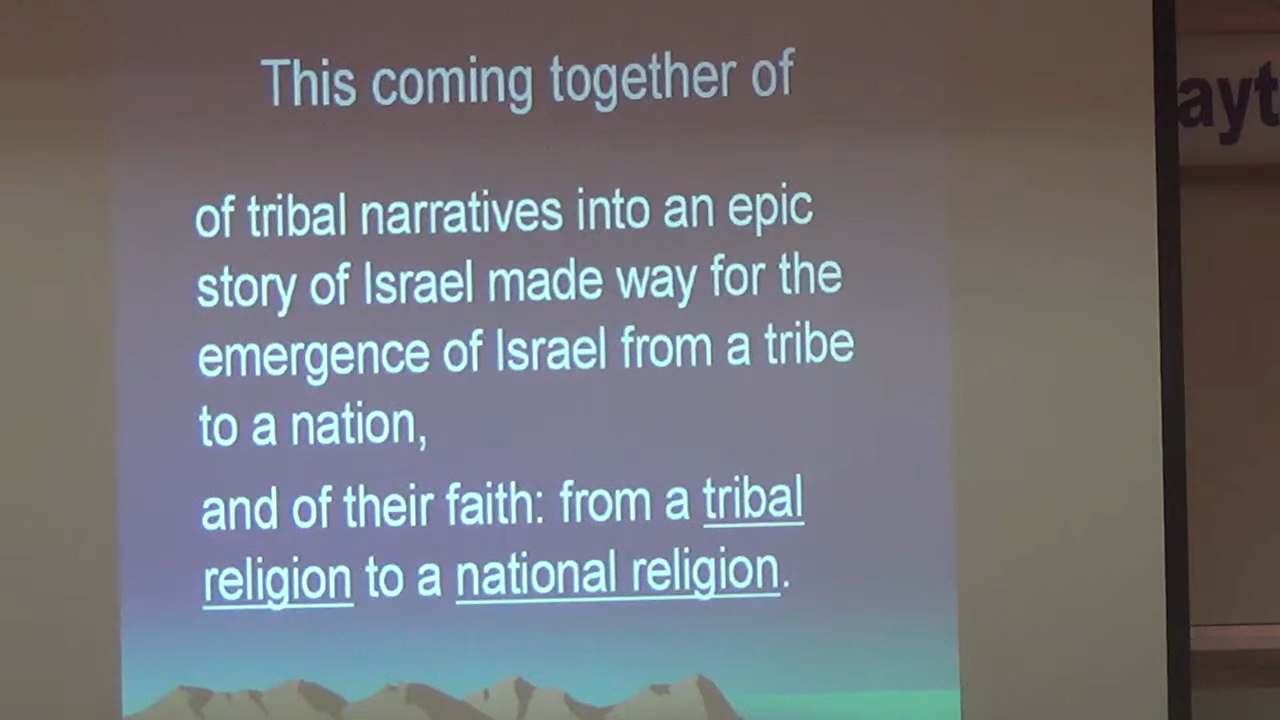 This coming together of
of tribal narratives into an epic
story of Israel made way for the
emergence of Israel from a tribe
to a nation,
and of their faith: from a tribal
religion to a national religion.
ayt